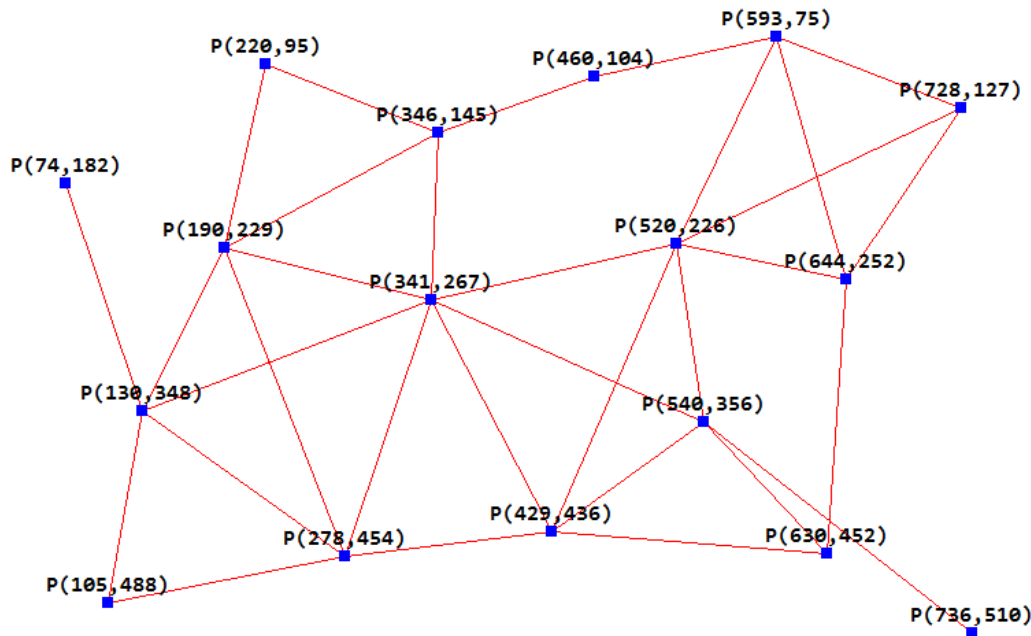 P(593,75)
P(220,95)
P(460,104)
P(728,127)
P(346,145)
P(74,182)
P(190,229)
P(520,226)
P(644,252)
P(341,267)
P(130,348)
P(540,356)
P(429,436)
P(278,454)
P(630,452)
P(105,488)
P(736,510)